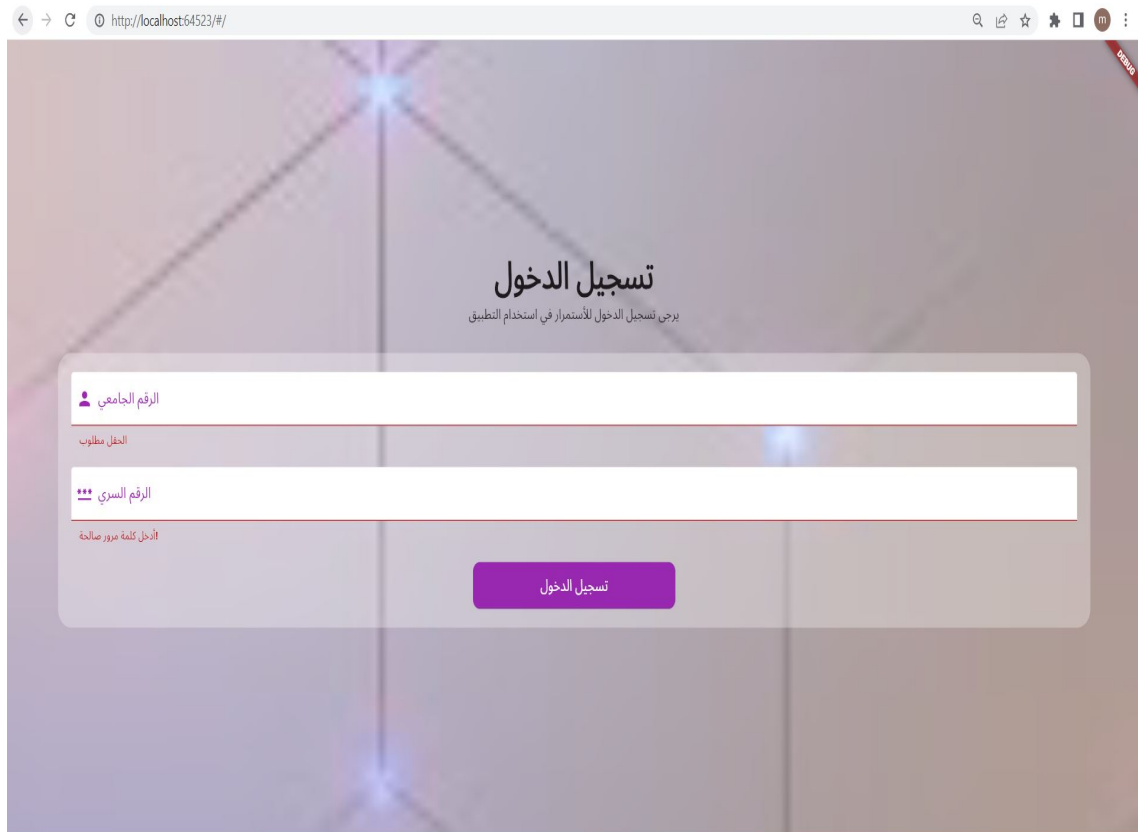 http://localhost:64523/#/
m
DEBUG
تسجيل الدخول
يرجى تسجيل الدخول للأستمرار في استخدام التطبيق
الرقم الجامعي
الحقل مطلوب
الرقم السري
أدخل كلمة مرور صالحة!
تسجيل الدخول